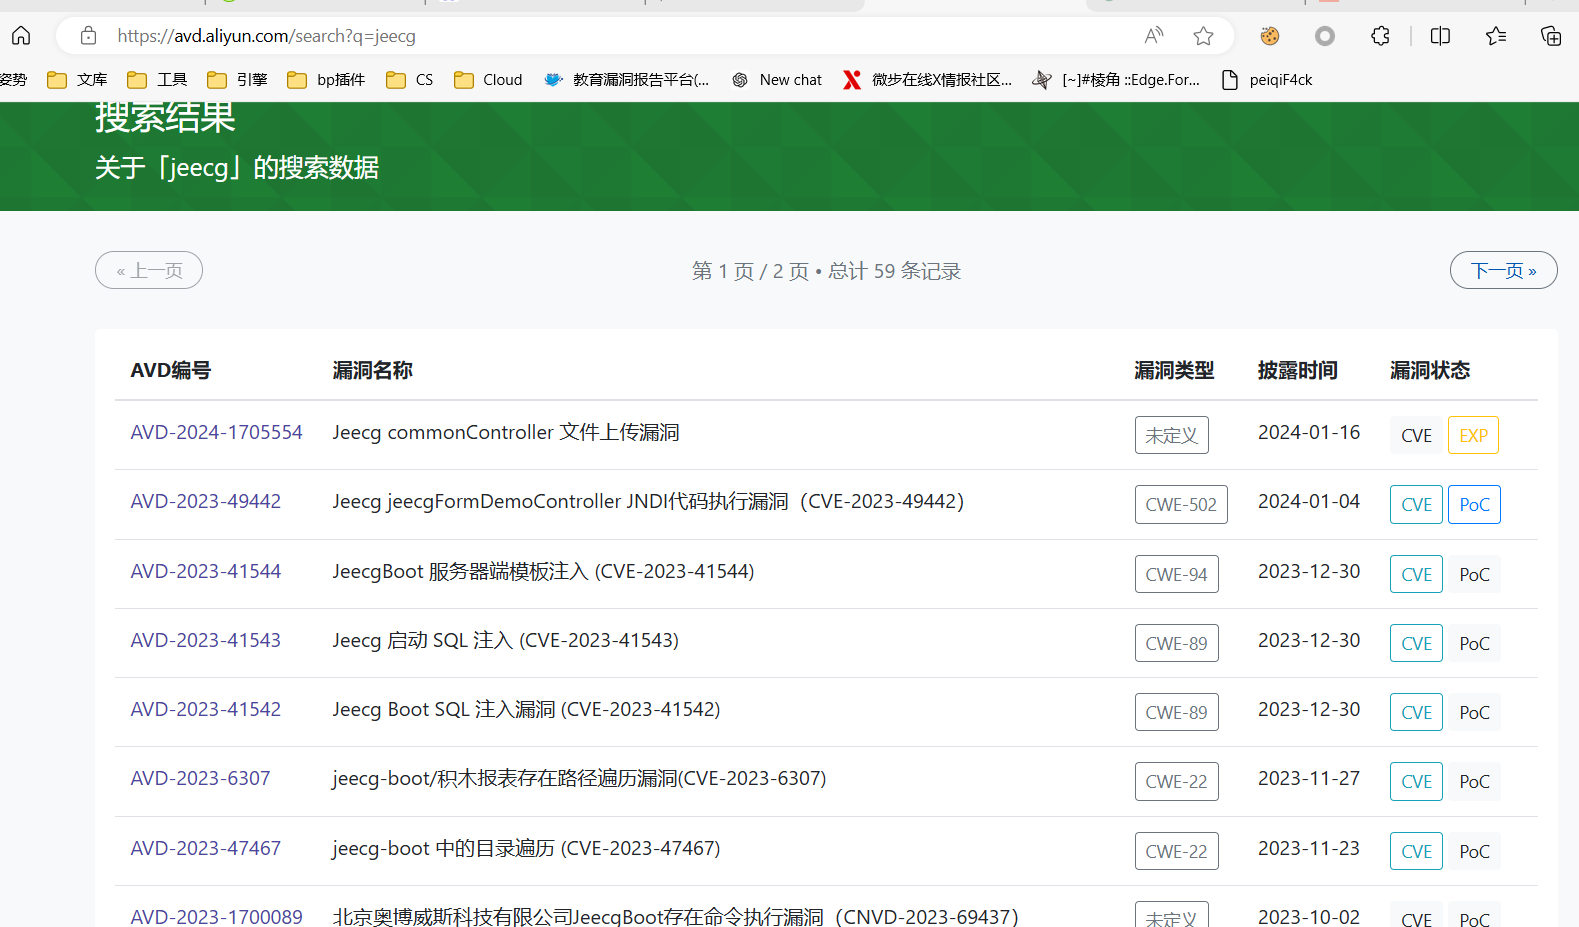 https://avd.aliyun.com/search?q=jeecg
姿势 文库 工具 引擎 bp插件 CS Cloud 教育漏洞报告平台(... New chat 微步在线X情报社区... [~]#棱角 ::Edge.For... peiqiF4ck
搜索结果
关于「jeecg」的搜索数据
« 上一页 第 1 页 / 2 页 • 总计 59 条记录 下一页 »
AVD编号 漏洞名称 漏洞类型 披露时间 漏洞状态
AVD-2024-1705554 Jeecg commonController 文件上传漏洞 未定义 2024-01-16 CVE EXP
AVD-2023-49442 Jeecg jeecgFormDemoController JNDI代码执行漏洞（CVE-2023-49442） CWE-502 2024-01-04 CVE PoC
AVD-2023-41544 JeecgBoot 服务器端模板注入 (CVE-2023-41544) CWE-94 2023-12-30 CVE PoC
AVD-2023-41543 Jeecg 启动 SQL 注入 (CVE-2023-41543) CWE-89 2023-12-30 CVE PoC
AVD-2023-41542 Jeecg Boot SQL 注入漏洞 (CVE-2023-41542) CWE-89 2023-12-30 CVE PoC
AVD-2023-6307 jeecg-boot/积木报表存在路径遍历漏洞(CVE-2023-6307) CWE-22 2023-11-27 CVE PoC
AVD-2023-47467 jeecg-boot 中的目录遍历 (CVE-2023-47467) CWE-22 2023-11-23 CVE PoC
AVD-2023-1700089 北京奥博威斯科技有限公司JeecgBoot存在命令执行漏洞（CNVD-2023-69437） 未定义 2023-10-02 CVE PoC